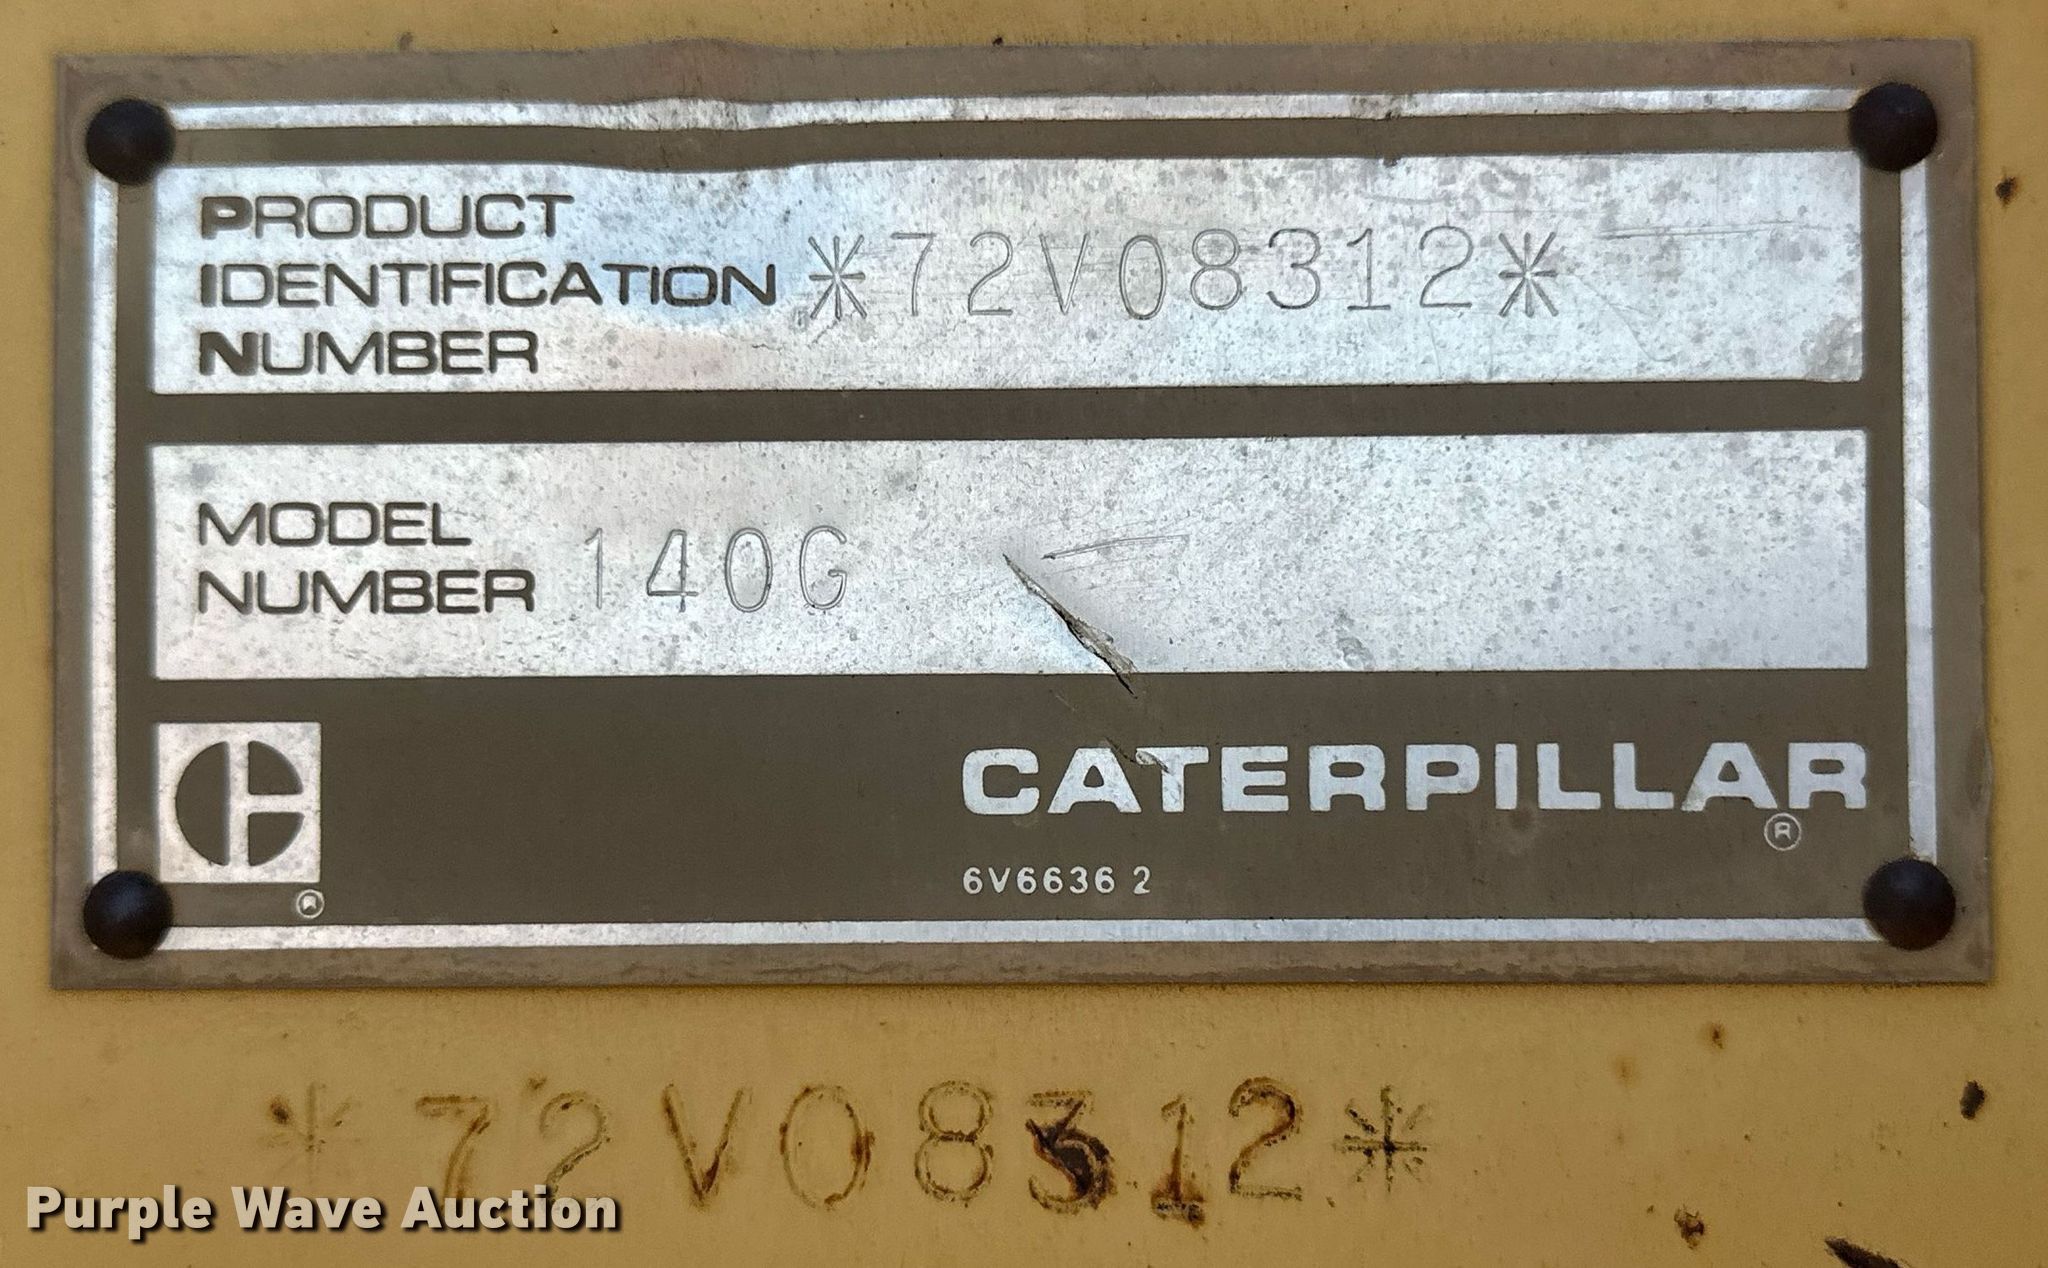 PRODUCT
IDENTIFICATION *72V08312*
NUMBER
MODEL
NUMBER 140G
CATERPILLAR
®
6V6636 2
®
*72V08312*
Purple Wave Auction